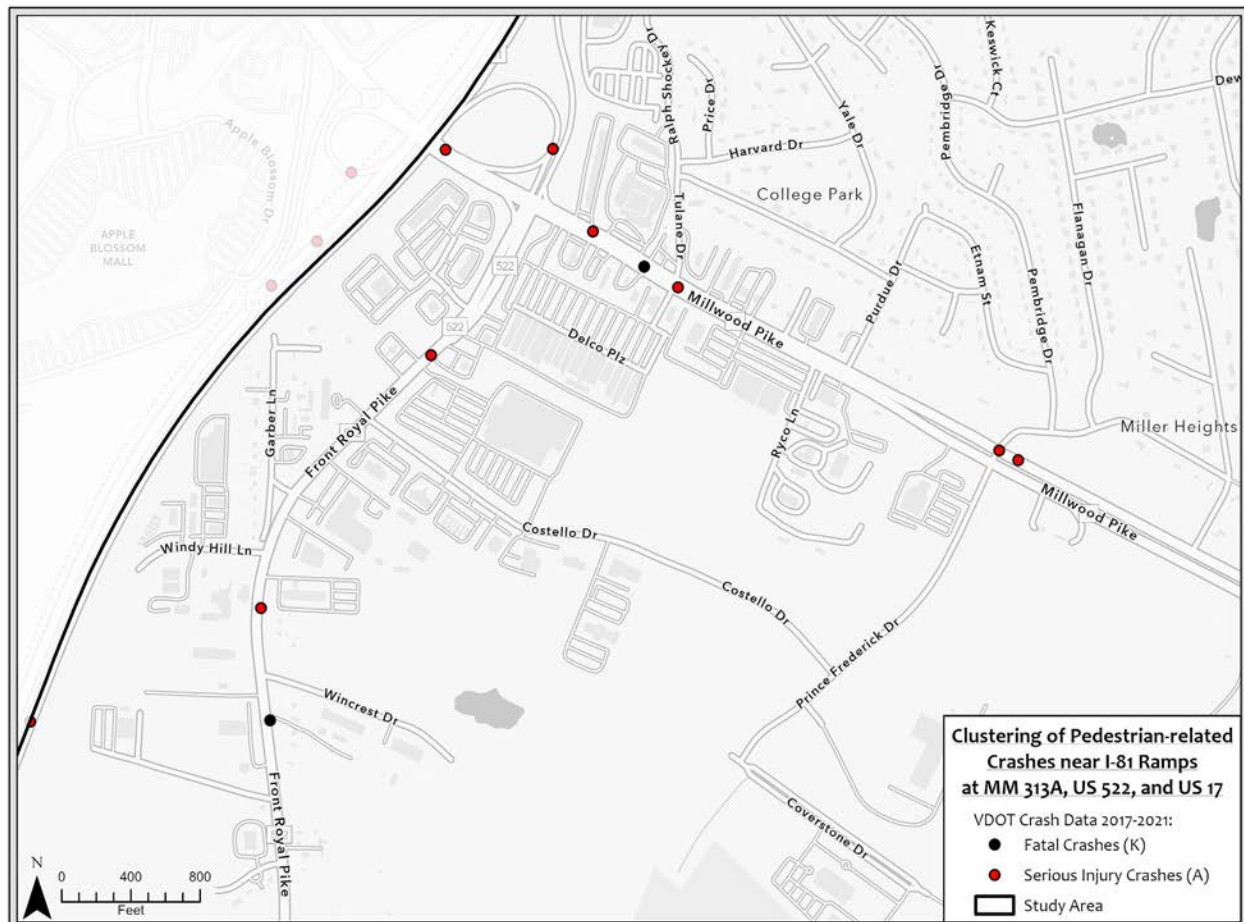 Keswick Ct
Dew
Ralph Shockey Dr
Price Dr
Yale Dr
Pembridge Dr
Harvard Dr
Apple Blossom Dr
College Park
Tulane Dr
Flanagan Dr
APPLE
BLOSSOM
MALL
522
Purdue Dr
Etnam St
Pembridge Dr
Millwood Pike
522
Delco Plz
Garber Ln
Front Royal Pike
Ryco Ln
Miller Heights
Millwood Pike
Costello Dr
Windy Hill Ln
Costello Dr
Prince Frederick Dr
Wincrest Dr
Front Royal Pike
Coverstone Dr
Clustering of Pedestrian-related
Crashes near I-81 Ramps
at MM 313A, US 522, and US 17
VDOT Crash Data 2017-2021:
Fatal Crashes (K)
Serious Injury Crashes (A)
Study Area
N
0 400 800
Feet